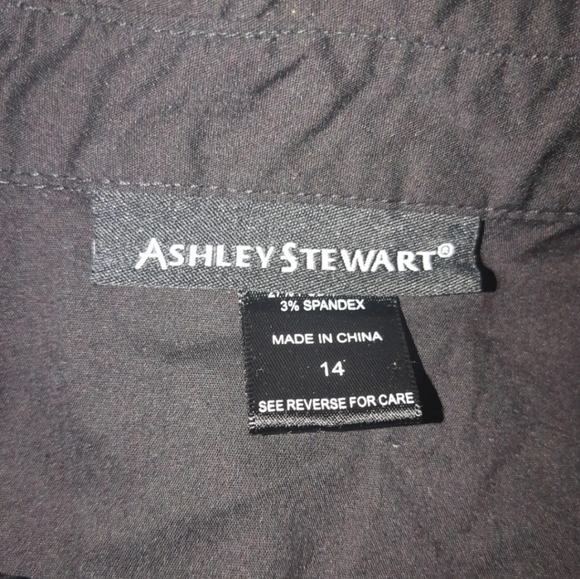 ASHLEY STEWART®
3% SPANDEX
MADE IN CHINA
14
SEE REVERSE FOR CARE